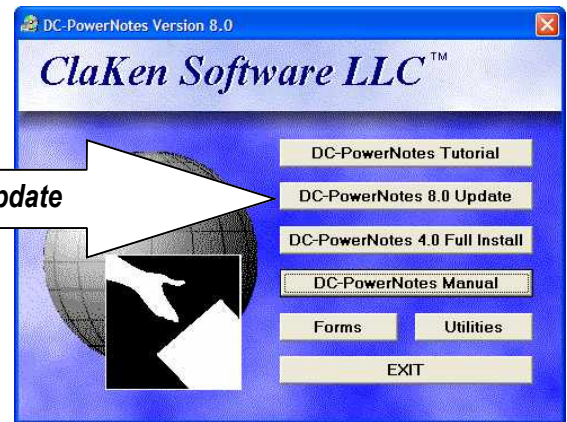 DC-PowerNotes Version 8.0
ClaKen Software LLC™
DC-PowerNotes Tutorial
DC-PowerNotes 8.0 Update
DC-PowerNotes 4.0 Full Install
DC-PowerNotes Manual
Forms Utilities
EXIT